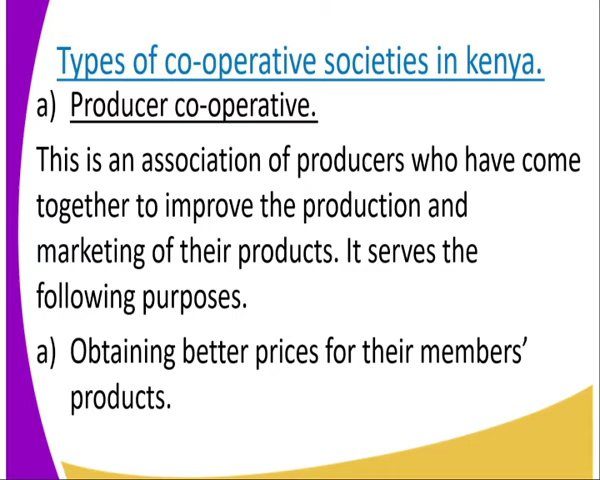 Types of co-operative societies in kenya.
a) Producer co-operative.
This is an association of producers who have come
together to improve the production and
marketing of their products. It serves the
following purposes.
a) Obtaining better prices for their members’
products.